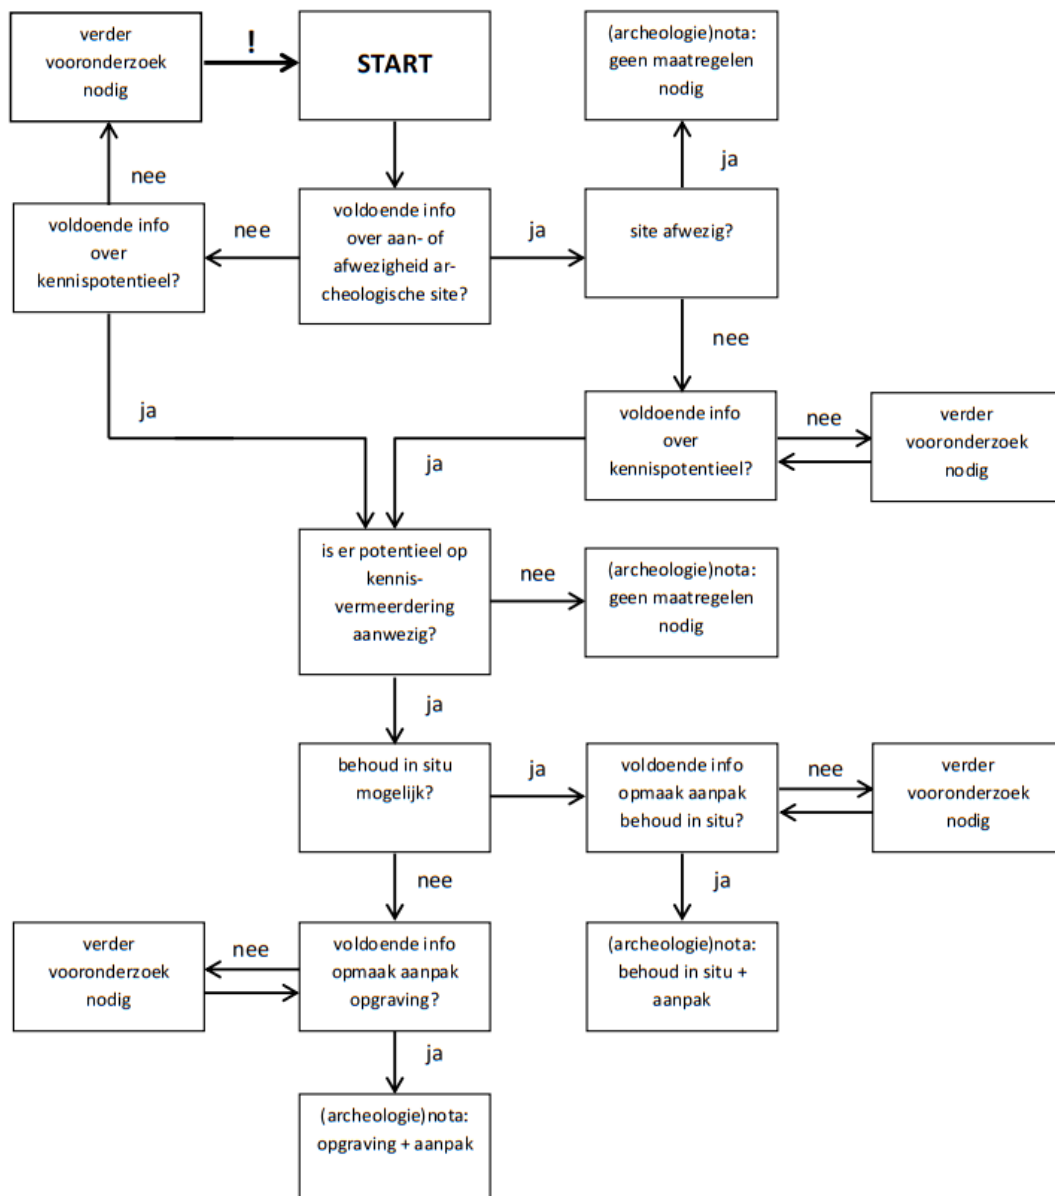 verder
vooronderzoek
nodig
!
START
(archeologie)nota:
geen maatregelen
nodig
nee
ja
voldoende info
over
kennispotentieel?
nee
voldoende info
over aan- of
afwezigheid ar-
cheologische site?
ja
site afwezig?
nee
ja
voldoende info
over
kennispotentieel?
nee
verder
vooronderzoek
nodig
ja
is er potentieel op
kennis-
vermeerdering
aanwezig?
nee
(archeologie)nota:
geen maatregelen
nodig
ja
behoud in situ
mogelijk?
ja
voldoende info
opmaak aanpak
behoud in situ?
nee
verder
vooronderzoek
nodig
nee
ja
verder
vooronderzoek
nodig
nee
voldoende info
opmaak aanpak
opgraving?
(archeologie)nota:
behoud in situ +
aanpak
ja
(archeologie)nota:
opgraving + aanpak